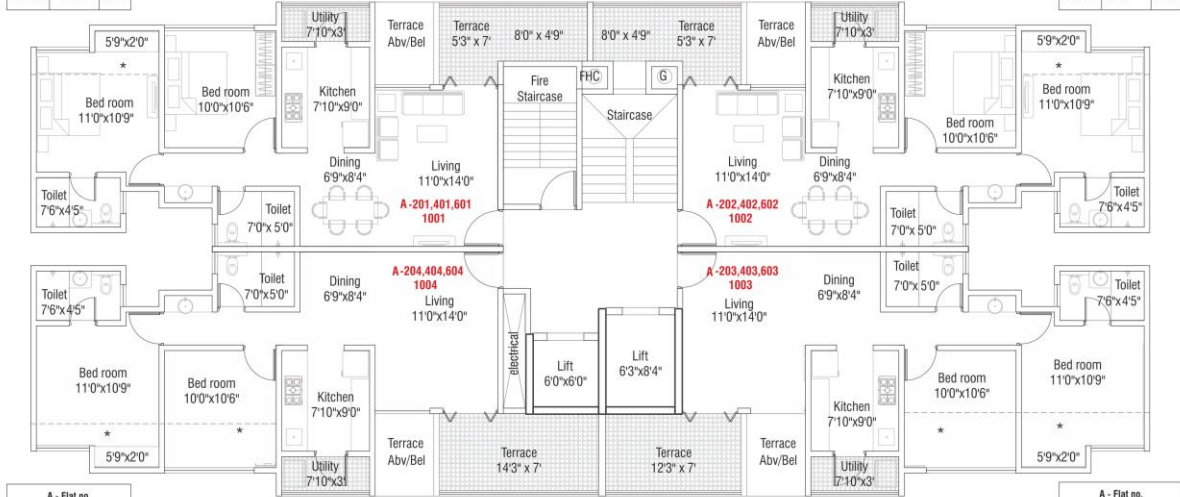 Utility
7'10"x3'
Terrace
Abv/Bel
Terrace
5'3" x 7'
8'0" x 4'9"
8'0" x 4'9"
Terrace
5'3" x 7'
Terrace
Abv/Bel
Utility
7'10"x3'
5'9"x2'0"
*
Bed room
11'0"x10'9"
Bed room
10'0"x10'6"
Kitchen
7'10"x9'0"
Fire
Staircase
FHC
G
Staircase
Kitchen
7'10"x9'0"
Bed room
10'0"x10'6"
5'9"x2'0"
*
Bed room
11'0"x10'9"
Toilet
7'6"x4'5"
Dining
6'9"x8'4"
Living
11'0"x14'0"
A-201,401,601
1001
Living
11'0"x14'0"
Dining
6'9"x8'4"
A-202,402,602
1002
Toilet
7'6"x4'5"
Toilet
7'0"x 5'0"
Toilet
7'0"x 5'0"
Toilet
7'0"x5'0"
Toilet
7'0"x 5'0"
Toilet
7'6"x4'5"
Dining
6'9"x8'4"
A-204,404,604
1004
Living
11'0"x14'0"
A-203,403,603
1003
Living
11'0"x14'0"
Dining
6'9"x8'4"
Toilet
7'6"x4'5"
Bed room
11'0"x10'9"
*
5'9"x2'0"
Bed room
10'0"x10'6"
*
Kitchen
7'10"x9'0"
electrical
Lift
6'0"x6'0"
Lift
6'3"x8'4"
Kitchen
7'10"x9'0"
Bed room
10'0"x10'6"
*
Bed room
11'0"x10'9"
*
5'9"x2'0"
Utility
7'10"x3'
Terrace
Abv/Bel
Terrace
14'3" x 7'
Terrace
12'3" x 7'
Terrace
Abv/Bel
Utility
7'10"x3'
A - Flat no.
A - Flat no.